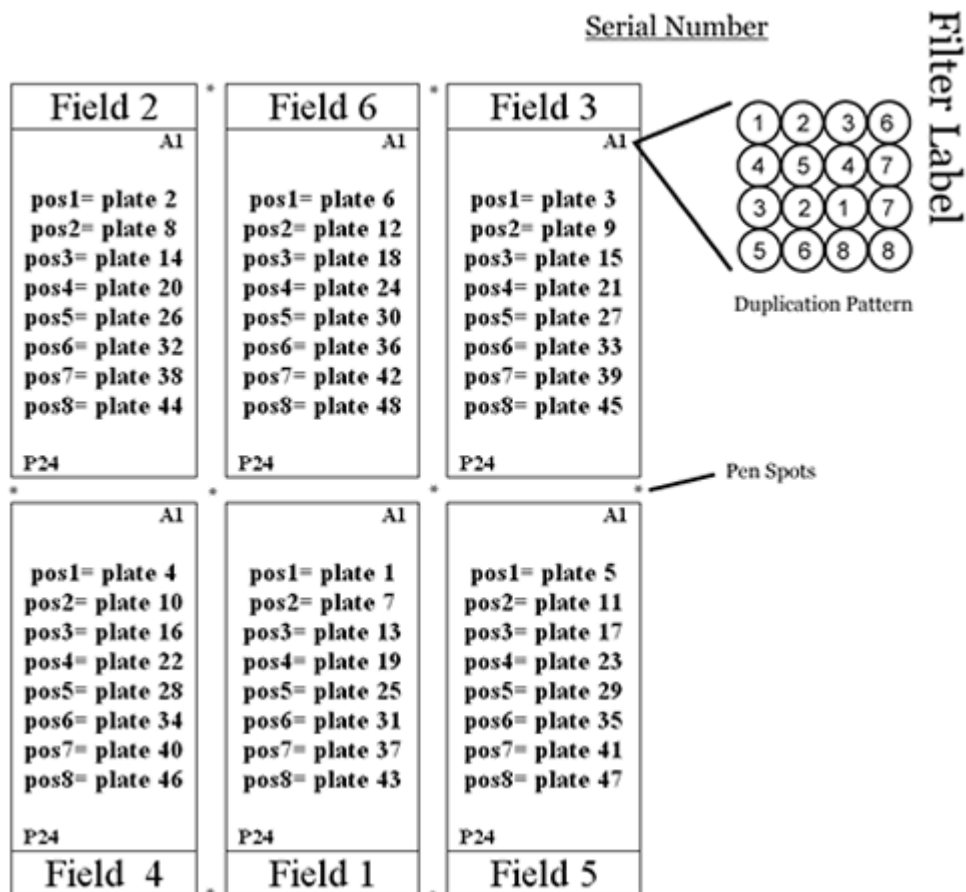 Serial Number
Filter Label
Field 2
A1
pos1= plate 2
pos2= plate 8
pos3= plate 14
pos4= plate 20
pos5= plate 26
pos6= plate 32
pos7= plate 38
pos8= plate 44
P24
Field 6
A1
pos1= plate 6
pos2= plate 12
pos3= plate 18
pos4= plate 24
pos5= plate 30
pos6= plate 36
pos7= plate 42
pos8= plate 48
P24
Field 3
A1
pos1= plate 3
pos2= plate 9
pos3= plate 15
pos4= plate 21
pos5= plate 27
pos6= plate 33
pos7= plate 39
pos8= plate 45
P24
1 2 3 6
4 5 4 7
3 2 1 7
5 6 8 8
Duplication Pattern
Pen Spots
A1
pos1= plate 4
pos2= plate 10
pos3= plate 16
pos4= plate 22
pos5= plate 28
pos6= plate 34
pos7= plate 40
pos8= plate 46
P24
Field 4
A1
pos1= plate 1
pos2= plate 7
pos3= plate 13
pos4= plate 19
pos5= plate 25
pos6= plate 31
pos7= plate 37
pos8= plate 43
P24
Field 1
A1
pos1= plate 5
pos2= plate 11
pos3= plate 17
pos4= plate 23
pos5= plate 29
pos6= plate 35
pos7= plate 41
pos8= plate 47
P24
Field 5